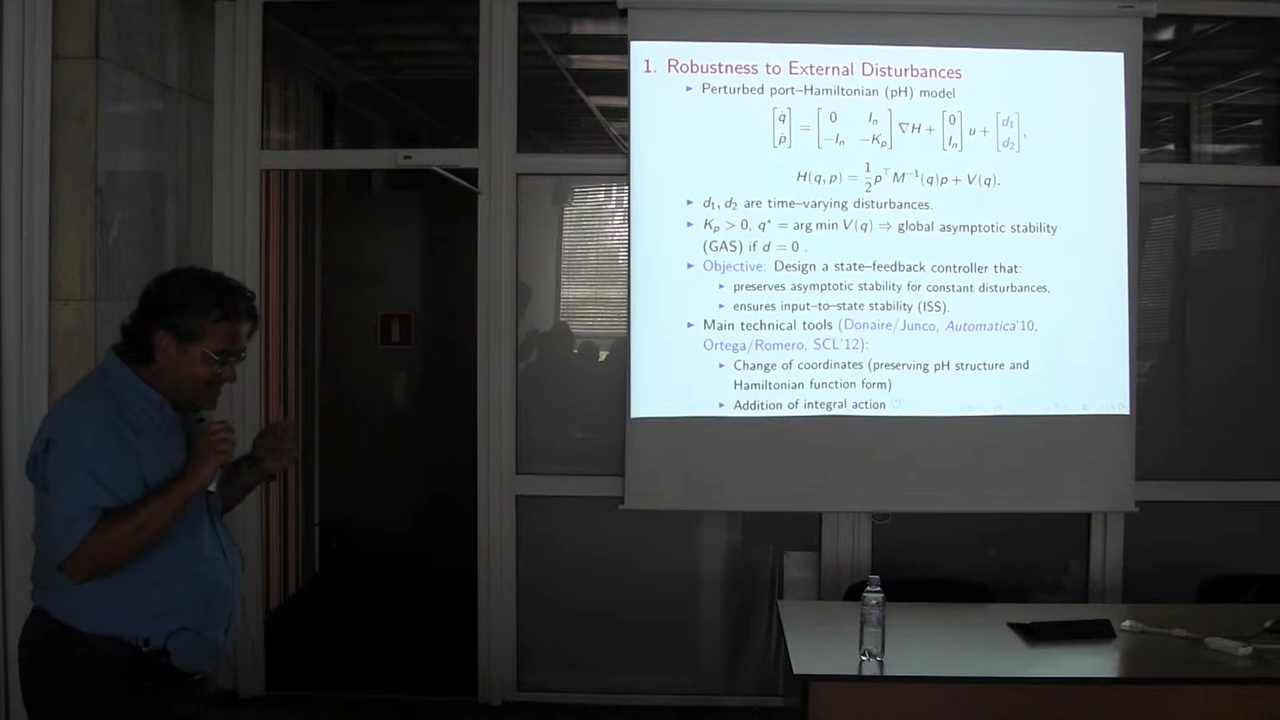 1. Robustness to External Disturbances
▸ Perturbed port–Hamiltonian (pH) model
[q̇ ṗ] = [0 Iₙ −Iₙ −Kₚ] ∇H + [0 Iₙ] u + [d₁ d₂],
H(q, p) = 1/2 p⊤ M⁻¹(q)p + V(q).
▸ d₁, d₂ are time–varying disturbances.
▸ Kₚ > 0, q* = arg min V(q) ⇒ global asymptotic stability
(GAS) if d = 0 .
▸ Objective: Design a state–feedback controller that:
▸ preserves asymptotic stability for constant disturbances,
▸ ensures input–to–state stability (ISS).
▸ Main technical tools (Donaire/Junco, Automatica'10,
Ortega/Romero, SCL'12):
▸ Change of coordinates (preserving pH structure and
Hamiltonian function form)
▸ Addition of integral action